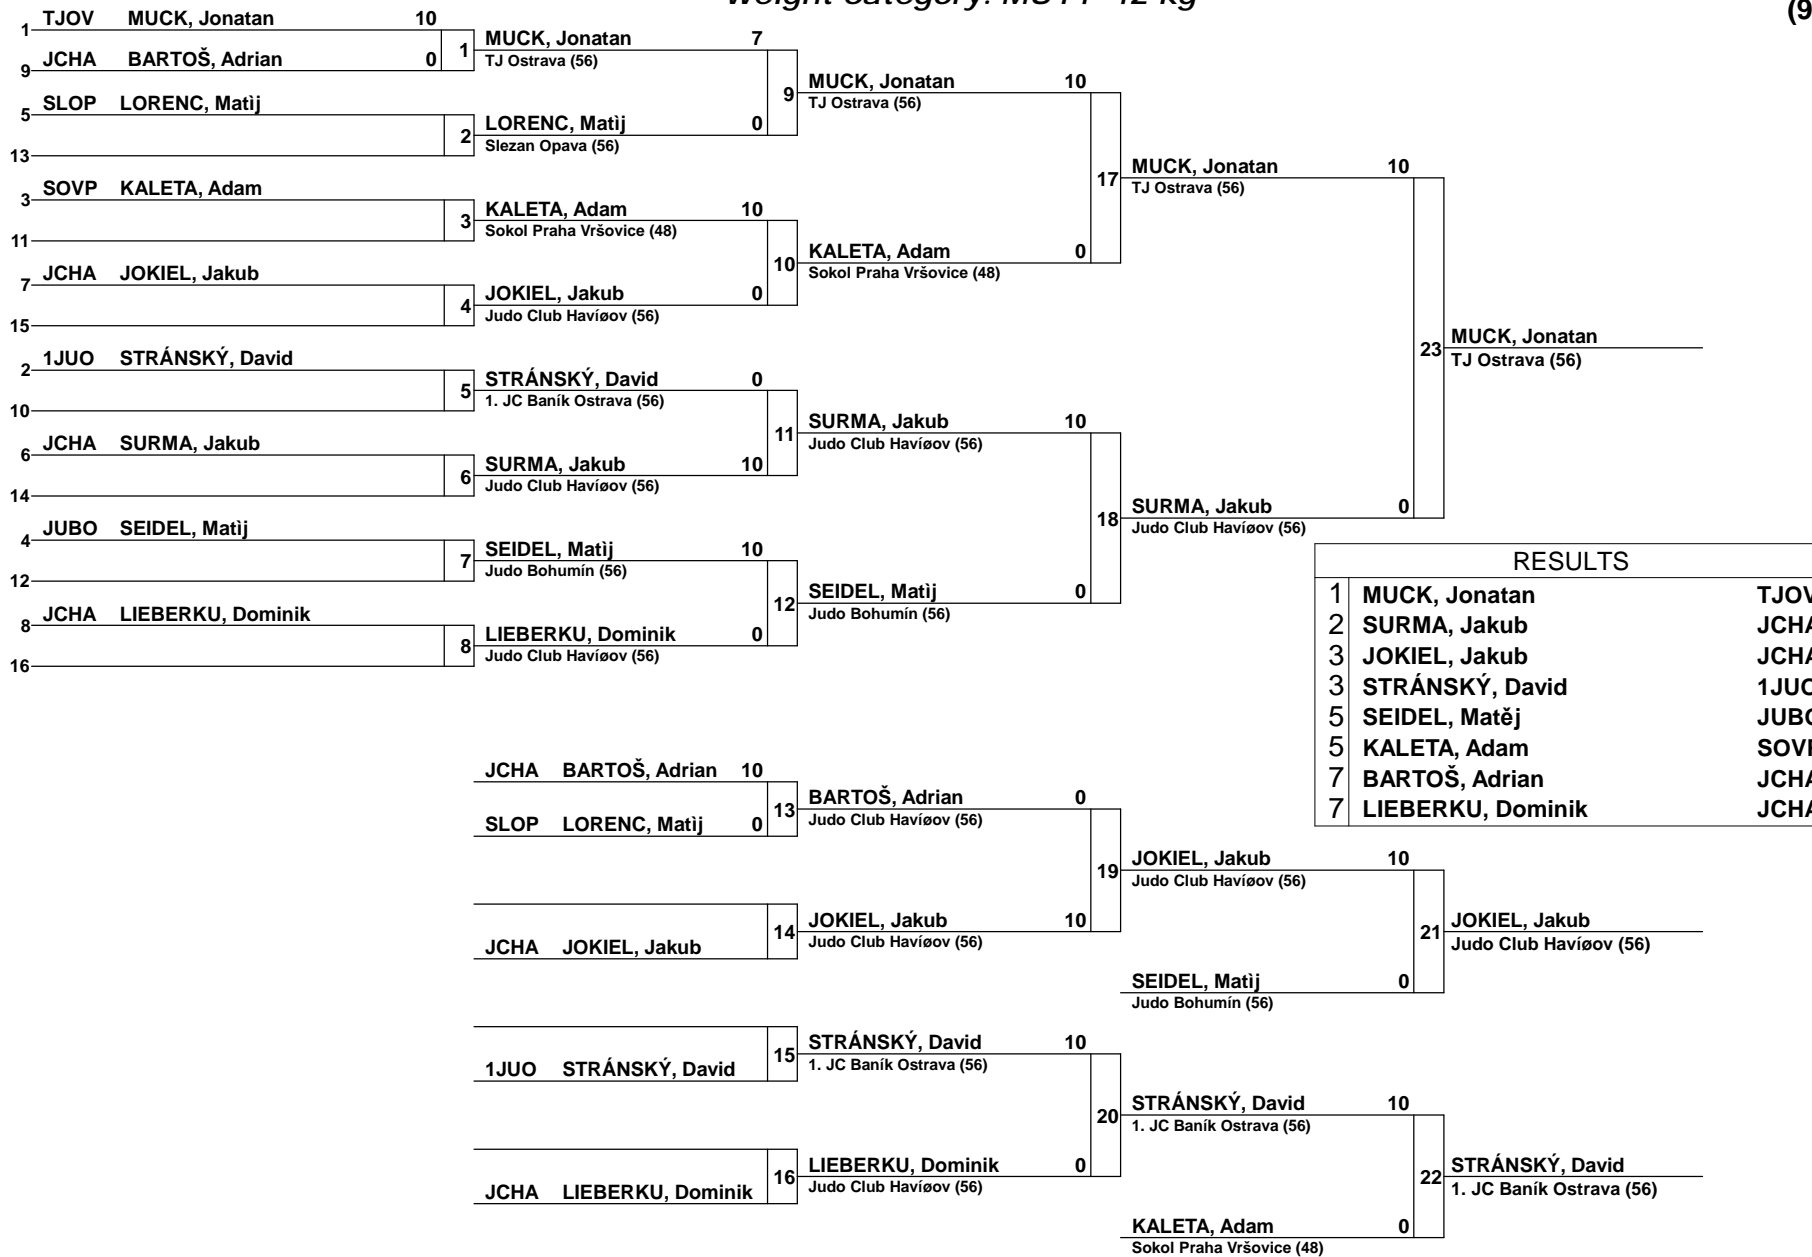 Weight category: MU11 -42 kg
(9
1 TJOV MUCK, Jonatan 10
9 JCHA BARTOŠ, Adrian 0
1
5 SLOP LORENC, Matìj
13
2
3 SOVP KALETA, Adam
11
3
7 JCHA JOKIEL, Jakub
15
4
2 1JUO STRÁNSKÝ, David
10
5
6 JCHA SURMA, Jakub
14
6
4 JUBO SEIDEL, Matìj
12
7
8 JCHA LIEBERKU, Dominik
16
8
MUCK, Jonatan 7
TJ Ostrava (56)
9
LORENC, Matìj 0
Slezan Opava (56)
KALETA, Adam 10
Sokol Praha Vršovice (48)
10
JOKIEL, Jakub 0
Judo Club Havíøov (56)
STRÁNSKÝ, David 0
1. JC Baník Ostrava (56)
11
SURMA, Jakub 10
Judo Club Havíøov (56)
SEIDEL, Matìj 10
Judo Bohumín (56)
12
LIEBERKU, Dominik 0
Judo Club Havíøov (56)
MUCK, Jonatan 10
TJ Ostrava (56)
17
KALETA, Adam 0
Sokol Praha Vršovice (48)
SURMA, Jakub 10
Judo Club Havíøov (56)
18
SEIDEL, Matìj 0
Judo Bohumín (56)
MUCK, Jonatan 10
TJ Ostrava (56)
23
SURMA, Jakub 0
Judo Club Havíøov (56)
MUCK, Jonatan
TJ Ostrava (56)
RESULTS
1 MUCK, Jonatan TJOV
2 SURMA, Jakub JCHA
3 JOKIEL, Jakub JCHA
3 STRÁNSKÝ, David 1JUO
5 SEIDEL, Matěj JUBO
5 KALETA, Adam SOVP
7 BARTOŠ, Adrian JCHA
7 LIEBERKU, Dominik JCHA
JCHA BARTOŠ, Adrian 10
13
SLOP LORENC, Matìj 0
14
JCHA JOKIEL, Jakub
15
1JUO STRÁNSKÝ, David
16
JCHA LIEBERKU, Dominik
BARTOŠ, Adrian 0
Judo Club Havíøov (56)
19
JOKIEL, Jakub 10
Judo Club Havíøov (56)
STRÁNSKÝ, David 10
1. JC Baník Ostrava (56)
20
LIEBERKU, Dominik 0
Judo Club Havíøov (56)
JOKIEL, Jakub 10
Judo Club Havíøov (56)
21
SEIDEL, Matìj 0
Judo Bohumín (56)
JOKIEL, Jakub
Judo Club Havíøov (56)
STRÁNSKÝ, David 10
1. JC Baník Ostrava (56)
22
KALETA, Adam 0
Sokol Praha Vršovice (48)
STRÁNSKÝ, David
1. JC Baník Ostrava (56)